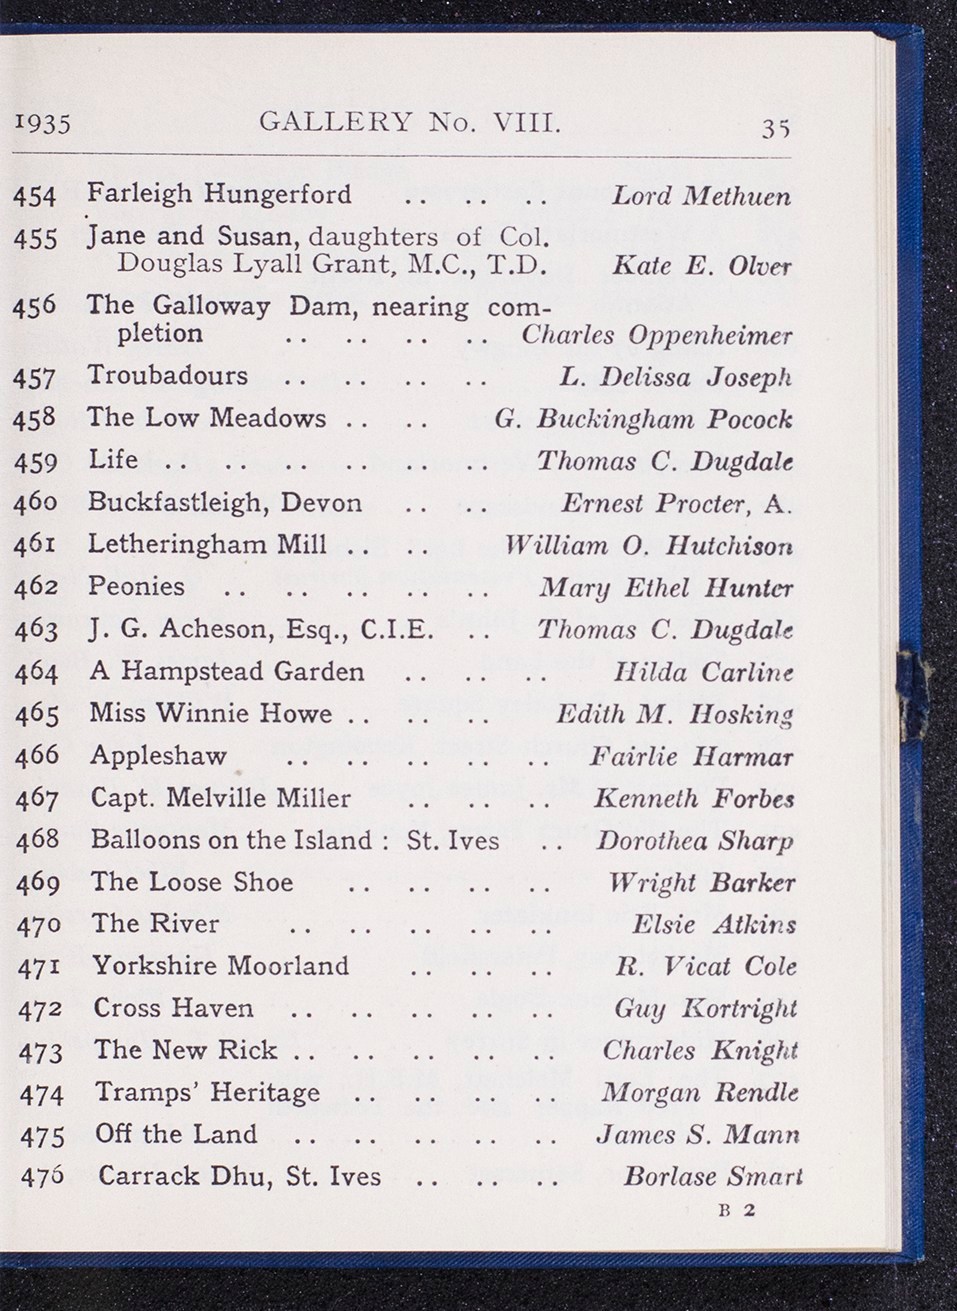 1935 GALLERY No. VIII. 35
454 Farleigh Hungerford .. .. .. Lord Methuen
455 Jane and Susan, daughters of Col.
Douglas Lyall Grant, M.C., T.D. Kate E. Olver
456 The Galloway Dam, nearing com-
pletion .. .. .. .. Charles Oppenheimer
457 Troubadours .. .. .. .. L. Delissa Joseph
458 The Low Meadows .. .. G. Buckingham Pocock
459 Life .. .. .. .. .. .. Thomas C. Dugdale
460 Buckfastleigh, Devon .. .. Ernest Procter, A.
461 Letheringham Mill .. .. William O. Hutchison
462 Peonies .. .. .. .. .. Mary Ethel Hunter
463 J. G. Acheson, Esq., C.I.E. .. Thomas C. Dugdale
464 A Hampstead Garden .. .. .. Hilda Carline
465 Miss Winnie Howe .. .. .. Edith M. Hosking
466 Appleshaw .. .. .. .. .. Fairlie Harmar
467 Capt. Melville Miller .. .. .. Kenneth Forbes
468 Balloons on the Island : St. Ives .. Dorothea Sharp
469 The Loose Shoe .. .. .. .. Wright Barker
470 The River .. .. .. .. .. Elsie Atkins
471 Yorkshire Moorland .. .. .. R. Vicat Cole
472 Cross Haven .. .. .. .. .. Guy Kortright
473 The New Rick .. .. .. .. .. Charles Knight
474 Tramps' Heritage .. .. .. .. Morgan Rendle
475 Off the Land .. .. .. .. .. James S. Mann
476 Carrack Dhu, St. Ives .. .. .. Borlase Smart
B 2